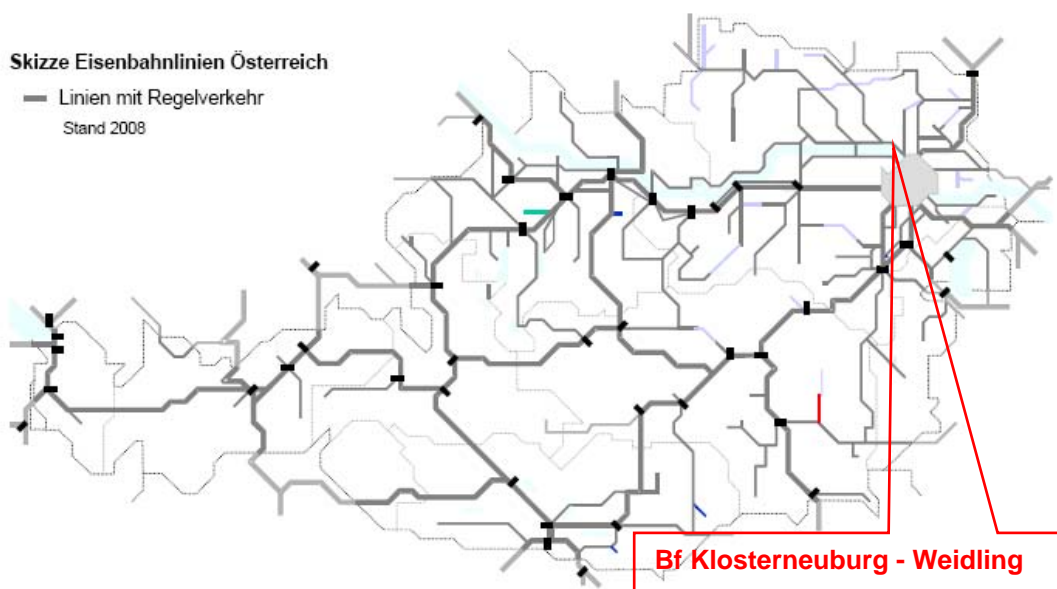 Skizze Eisenbahnlinien Österreich
Linien mit Regelverkehr
Stand 2008
Bf Klosterneuburg - Weidling